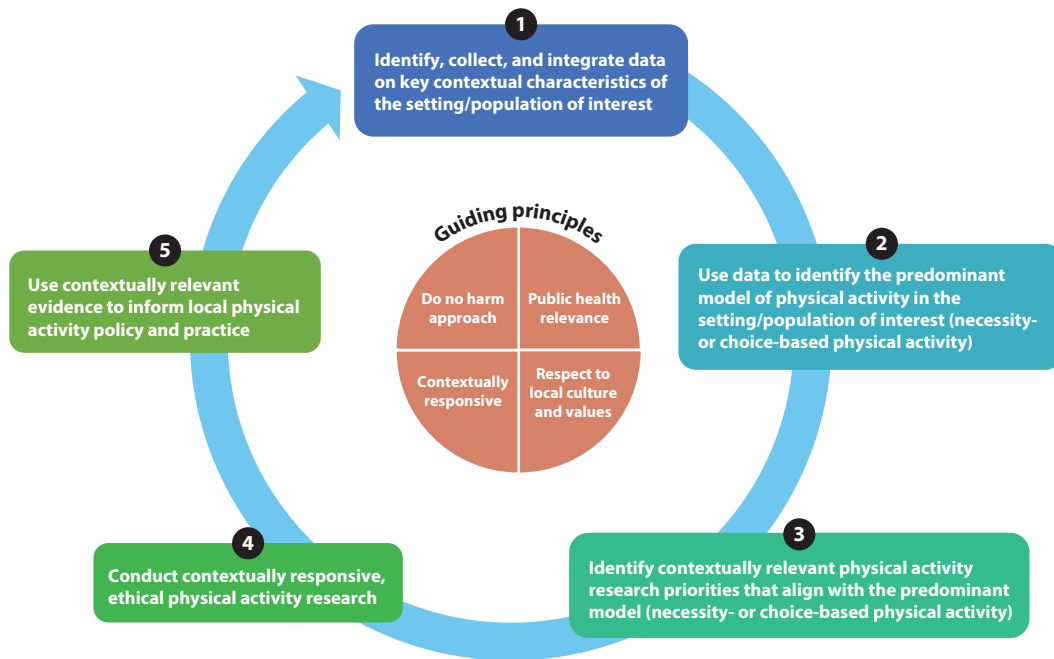 1
Identify, collect, and integrate data
on key contextual characteristics of
the setting/population of interest
2
Use data to identify the predominant
model of physical activity in the
setting/population of interest (necessity-
or choice-based physical activity)
3
Identify contextually relevant physical activity
research priorities that align with the predominant
model (necessity- or choice-based physical activity)
4
Conduct contextually responsive,
ethical physical activity research
5
Use contextually relevant
evidence to inform local physical
activity policy and practice
Guiding principles
Do no harm
approach
Public health
relevance
Contextually
responsive
Respect to
local culture
and values